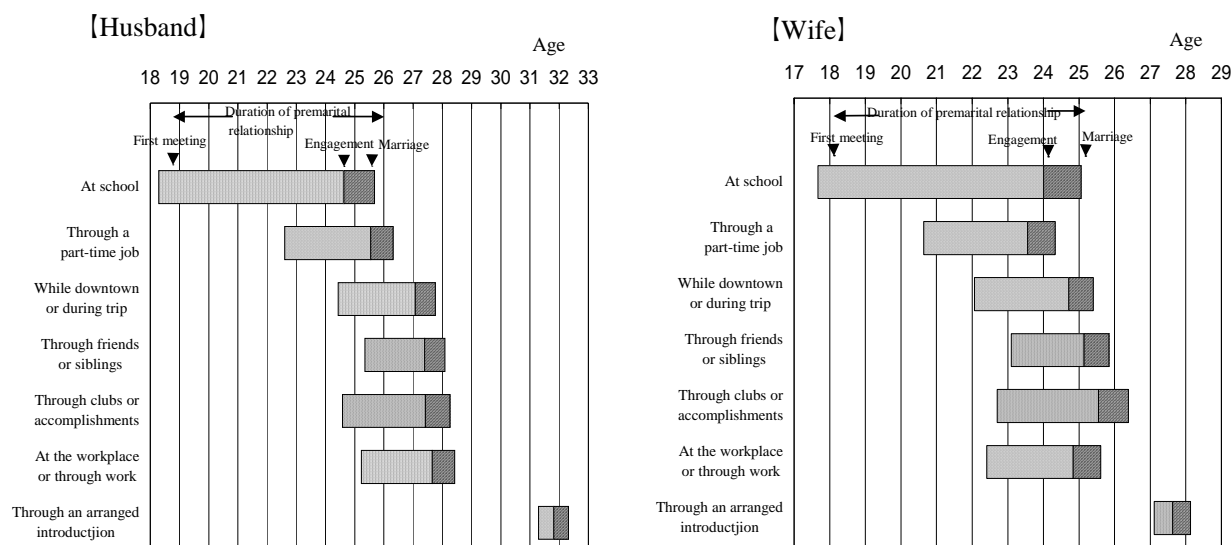 【Husband】
Age
18 19 20 21 22 23 24 25 26 27 28 29 30 31 32 33
Duration of premarital
relationship
First meeting
Engagement
Marriage
At school
Through a
part-time job
While downtown
or during trip
Through friends
or siblings
Through clubs or
accomplishments
At the workplace
or through work
Through an arranged
introductjion
【Wife】
Age
17 18 19 20 21 22 23 24 25 26 27 28 29
Duration of premarital relationship
First meeting
Engagement
Marriage
At school
Through a
part-time job
While downtown
or during trip
Through friends
or siblings
Through clubs or
accomplishments
At the workplace
or through work
Through an arranged
introductjion